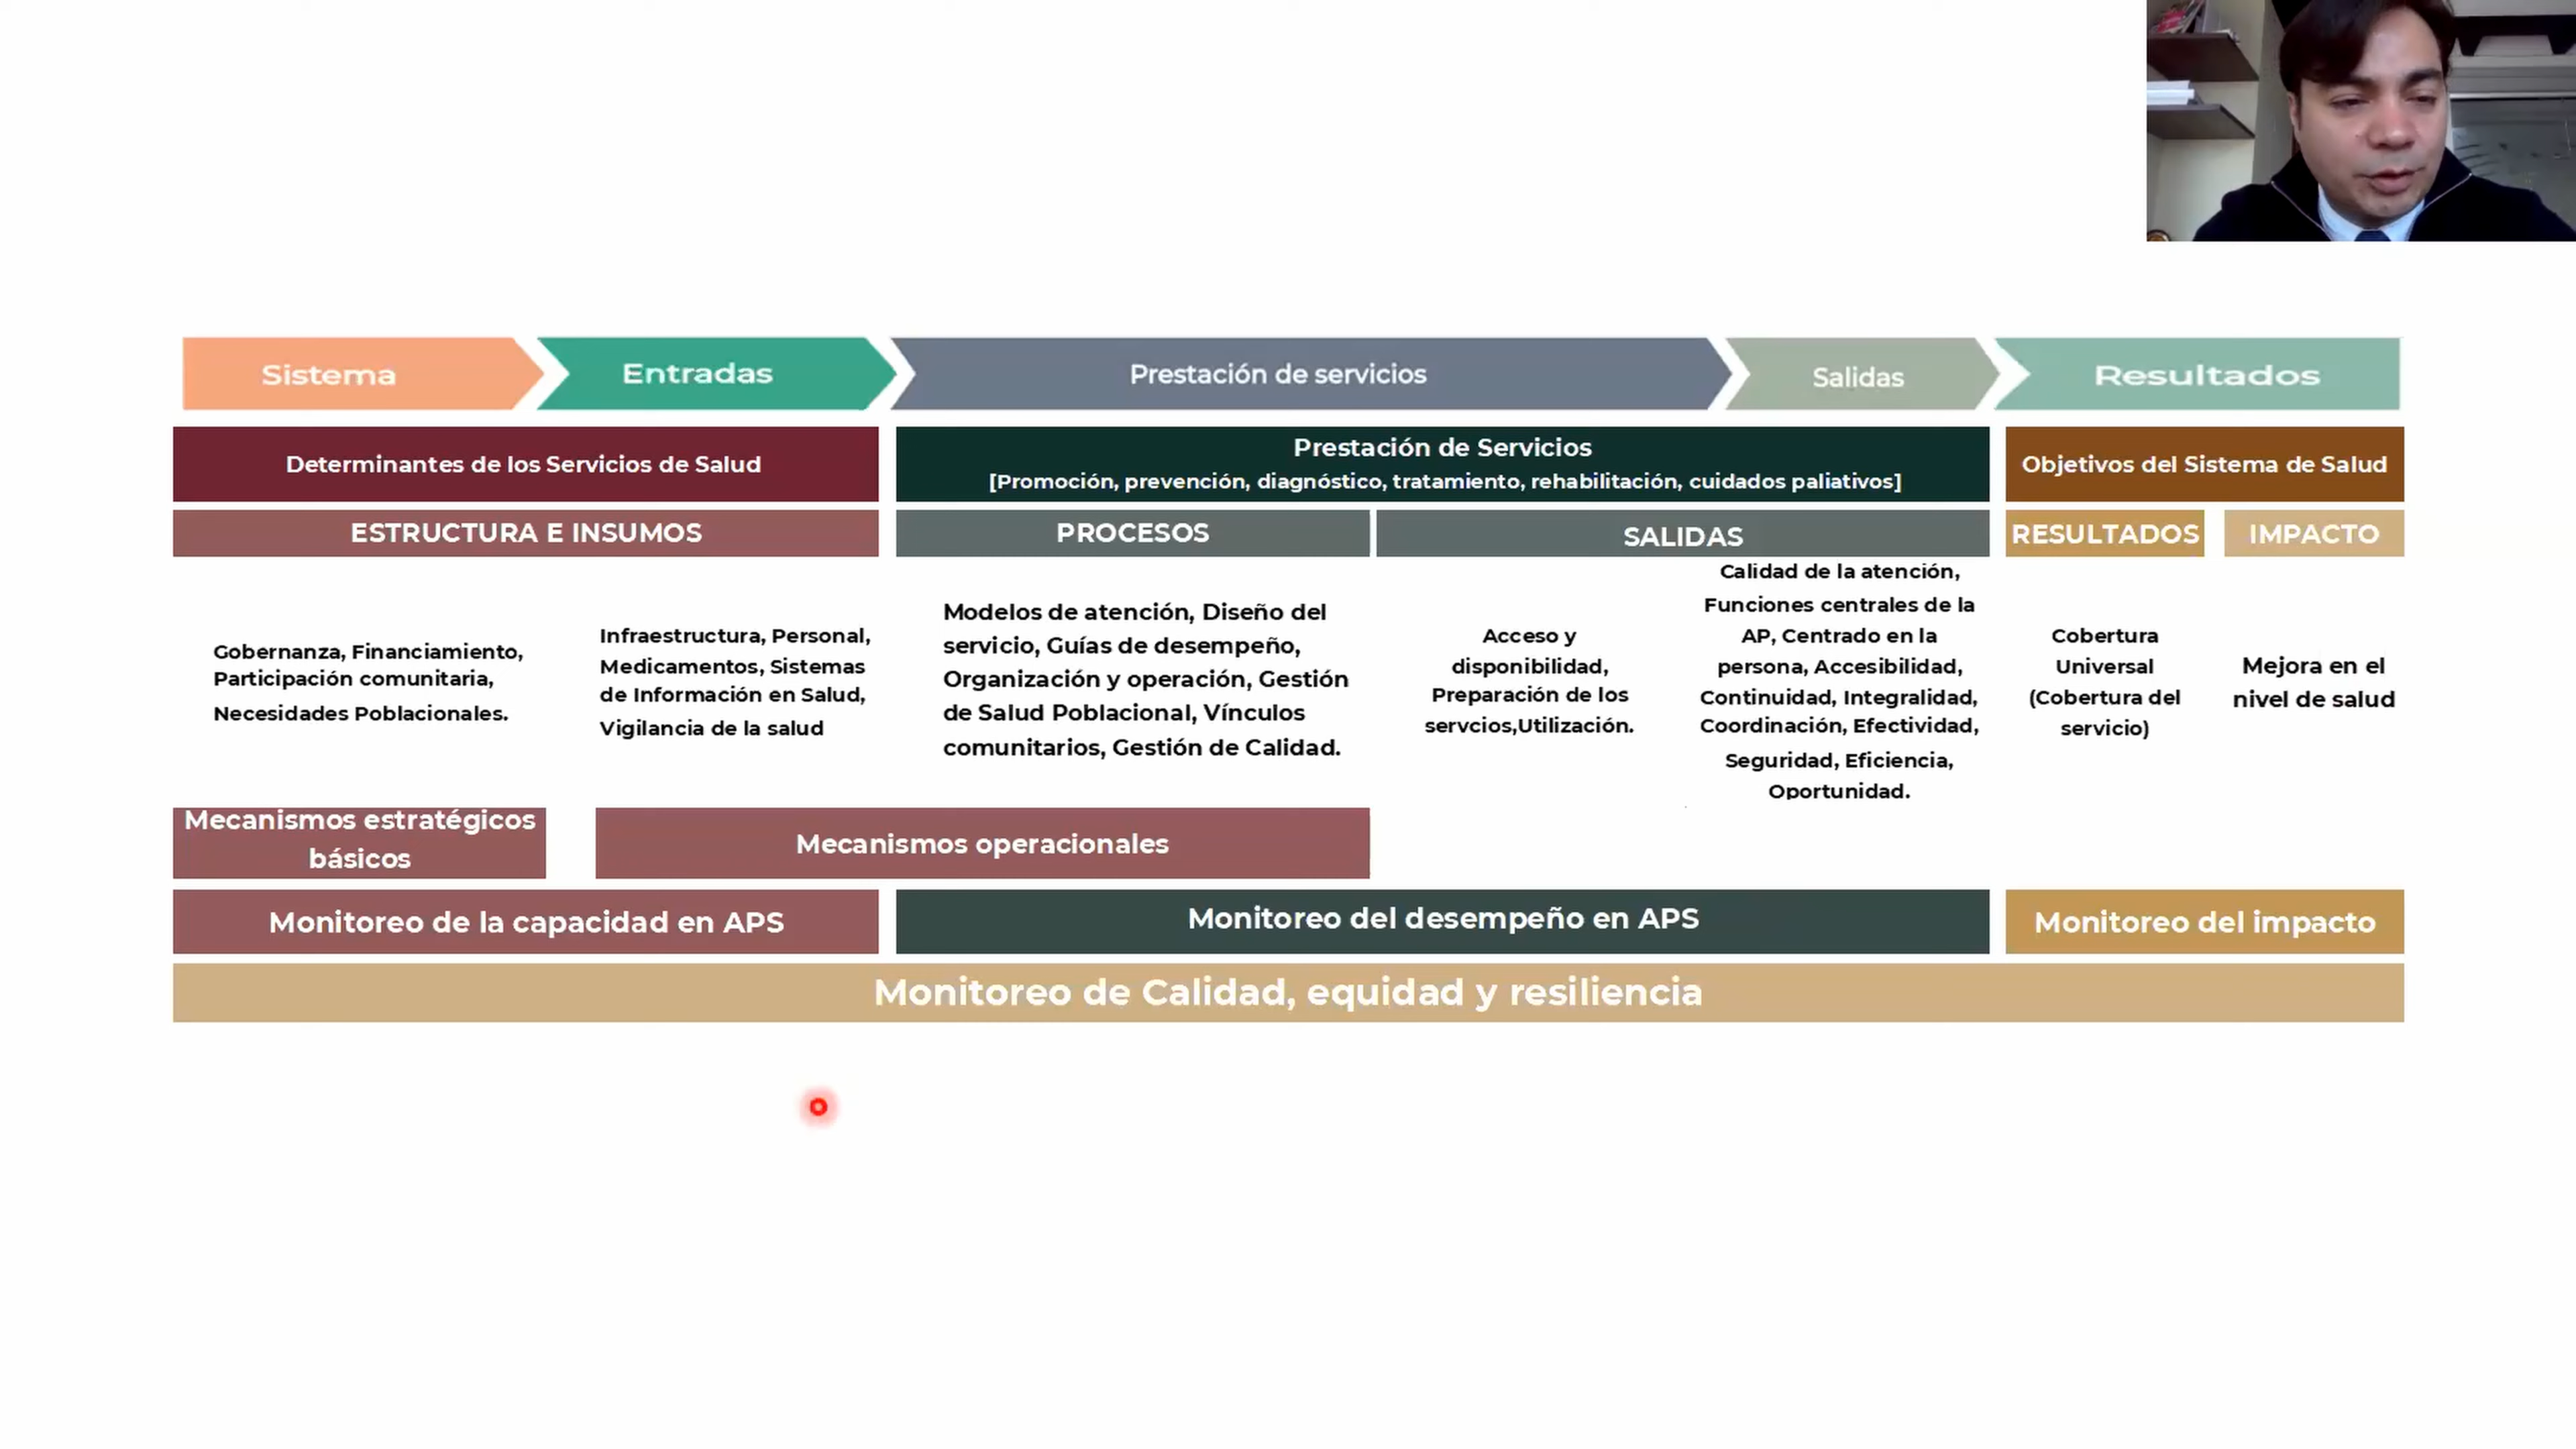 Sistema
Entradas
Prestación de servicios
Salidas
Resultados
Determinantes de los Servicios de Salud
Prestación de Servicios
[Promoción, prevención, diagnóstico, tratamiento, rehabilitación, cuidados paliativos]
Objetivos del Sistema de Salud
ESTRUCTURA E INSUMOS
PROCESOS
SALIDAS
RESULTADOS
IMPACTO
Gobernanza, Financiamiento,
Participación comunitaria,
Necesidades Poblacionales.
Infraestructura, Personal,
Medicamentos, Sistemas
de Información en Salud,
Vigilancia de la salud
Modelos de atención, Diseño del
servicio, Guías de desempeño,
Organización y operación, Gestión
de Salud Poblacional, Vínculos
comunitarios, Gestión de Calidad.
Acceso y
disponibilidad,
Preparación de los
servcios,Utilización.
Calidad de la atención,
Funciones centrales de la
AP, Centrado en la
persona, Accesibilidad,
Continuidad, Integralidad,
Coordinación, Efectividad,
Seguridad, Eficiencia,
Oportunidad.
Cobertura
Universal
(Cobertura del
servicio)
Mejora en el
nivel de salud
Mecanismos estratégicos
básicos
Mecanismos operacionales
Monitoreo de la capacidad en APS
Monitoreo del desempeño en APS
Monitoreo del impacto
Monitoreo de Calidad, equidad y resiliencia